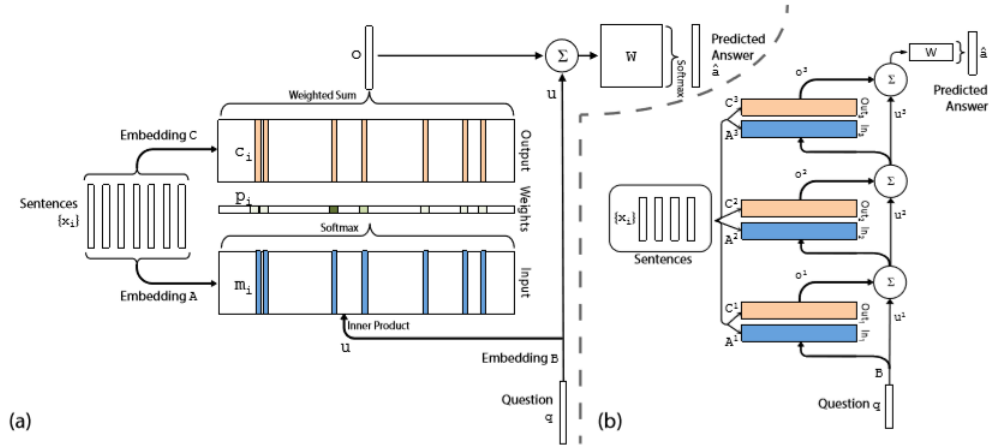 o
Σ
W
Softmax
Predicted
Answer
â
u
Weighted Sum
Embedding C
c_i
Output
Sentences
{x_i}
p_i
Weights
Softmax
Embedding A
m_i
Input
Inner Product
u
Embedding B
Question
q
(a)
W
â
Predicted
Answer
Σ
o³
C³
A³
Out₃
In₃
u³
Σ
o²
C²
A²
Out₂
In₂
u²
{x_i}
Sentences
Σ
o¹
C¹
A¹
Out₁
In₁
u¹
B
Question q
(b)